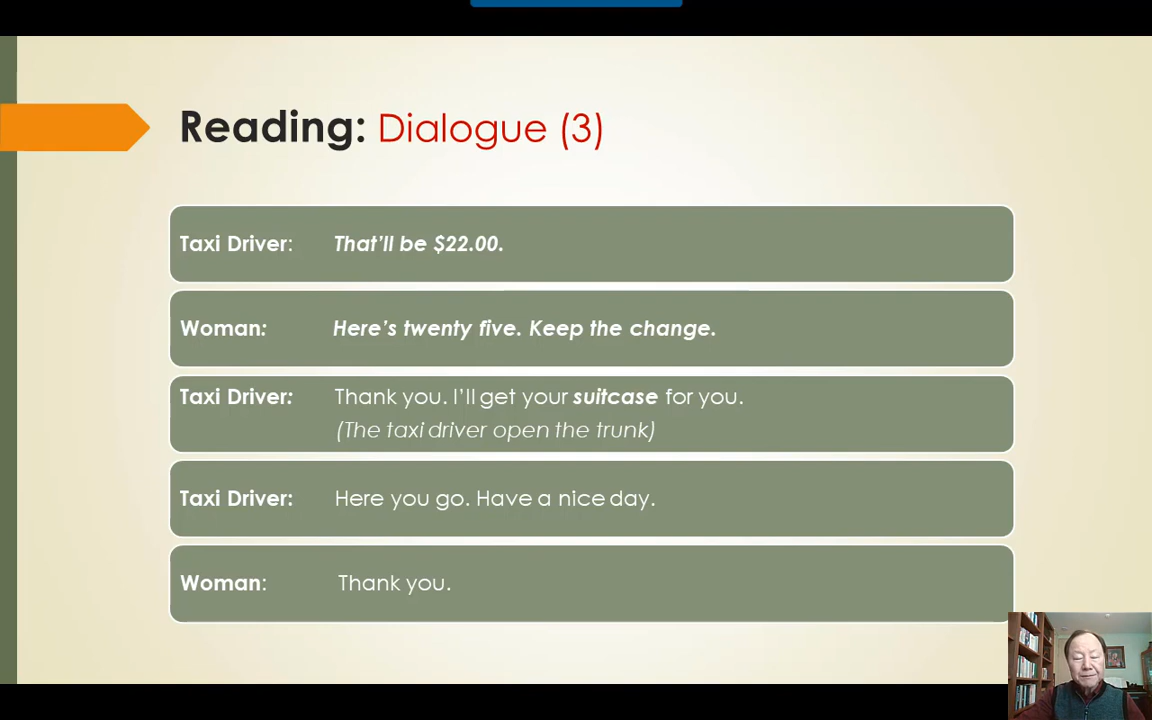 Reading: Dialogue (3)
Taxi Driver: That'll be $22.00.
Woman: Here's twenty five. Keep the change.
Taxi Driver: Thank you. I'll get your suitcase for you.
(The taxi driver open the trunk)
Taxi Driver: Here you go. Have a nice day.
Woman: Thank you.